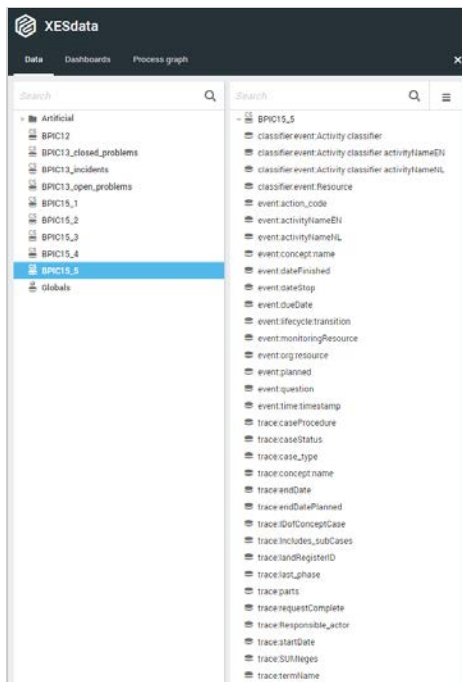 XESdata
Data Dashboards Process graph
Search
Artificial
BPIC12
BPIC13_closed_problems
BPIC13_incidents
BPIC13_open_problems
BPIC15_1
BPIC15_2
BPIC15_3
BPIC15_4
BPIC15_5
Globals
Search
BPIC15_5
classifier:event:Activity classifier
classifier:event:Activity classifier activityNameEN
classifier:event:Activity classifier activityNameNL
classifier:event:Resource
event:action_code
event:activityNameEN
event:activityNameNL
event:concept:name
event:dateFinished
event:dateStop
event:dueDate
event:lifecycle:transition
event:monitoringResource
event:org:resource
event:planned
event:question
event:time:timestamp
trace:caseProcedure
trace:caseStatus
trace:case_type
trace:concept:name
trace:endDate
trace:endDatePlanned
trace:IDofConceptCase
trace:Includes_subCases
trace:landRegisterID
trace:last_phase
trace:parts
trace:requestComplete
trace:Responsible_actor
trace:startDate
trace:SUMleges
trace:termName